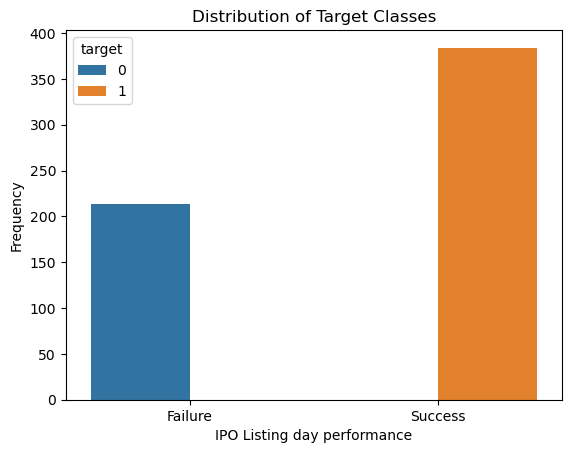 Distribution of Target Classes
target
0
1
400
350
300
250
200
150
100
50
0
Frequency
Failure
Success
IPO Listing day performance